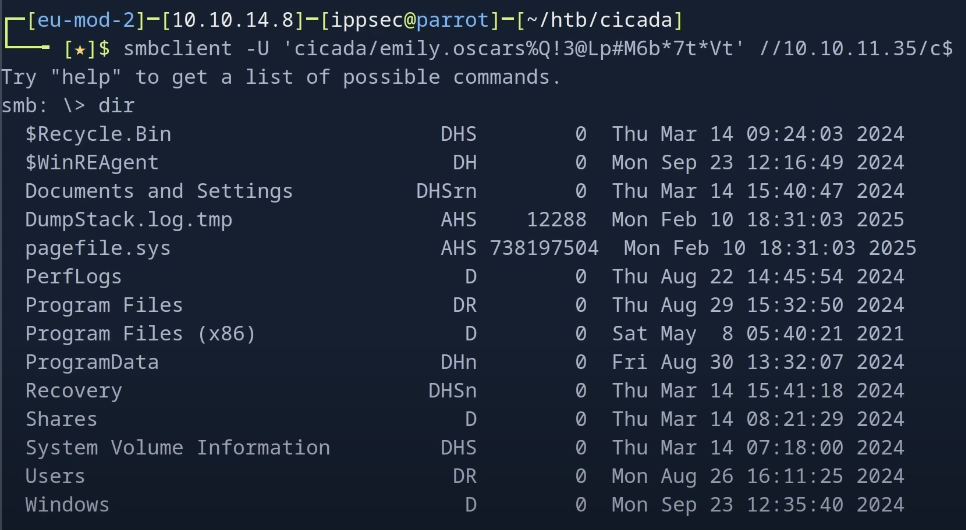 ┌─[eu-mod-2]─[10.10.14.8]─[ippsec@parrot]─[~/htb/cicada]
└──╼ [★]$ smbclient -U 'cicada/emily.oscars%Q!3@Lp#M6b*7t*Vt' //10.10.11.35/c$
Try "help" to get a list of possible commands.
smb: \> dir
  $Recycle.Bin                      DHS        0  Thu Mar 14 09:24:03 2024
  $WinREAgent                        DH        0  Mon Sep 23 12:16:49 2024
  Documents and Settings          DHSrn        0  Thu Mar 14 15:40:47 2024
  DumpStack.log.tmp                 AHS    12288  Mon Feb 10 18:31:03 2025
  pagefile.sys                      AHS 738197504  Mon Feb 10 18:31:03 2025
  PerfLogs                            D        0  Thu Aug 22 14:45:54 2024
  Program Files                      DR        0  Thu Aug 29 15:32:50 2024
  Program Files (x86)                 D        0  Sat May  8 05:40:21 2021
  ProgramData                       DHn        0  Fri Aug 30 13:32:07 2024
  Recovery                         DHSn        0  Thu Mar 14 15:41:18 2024
  Shares                              D        0  Thu Mar 14 08:21:29 2024
  System Volume Information         DHS        0  Thu Mar 14 07:18:00 2024
  Users                              DR        0  Mon Aug 26 16:11:25 2024
  Windows                             D        0  Mon Sep 23 12:35:40 2024